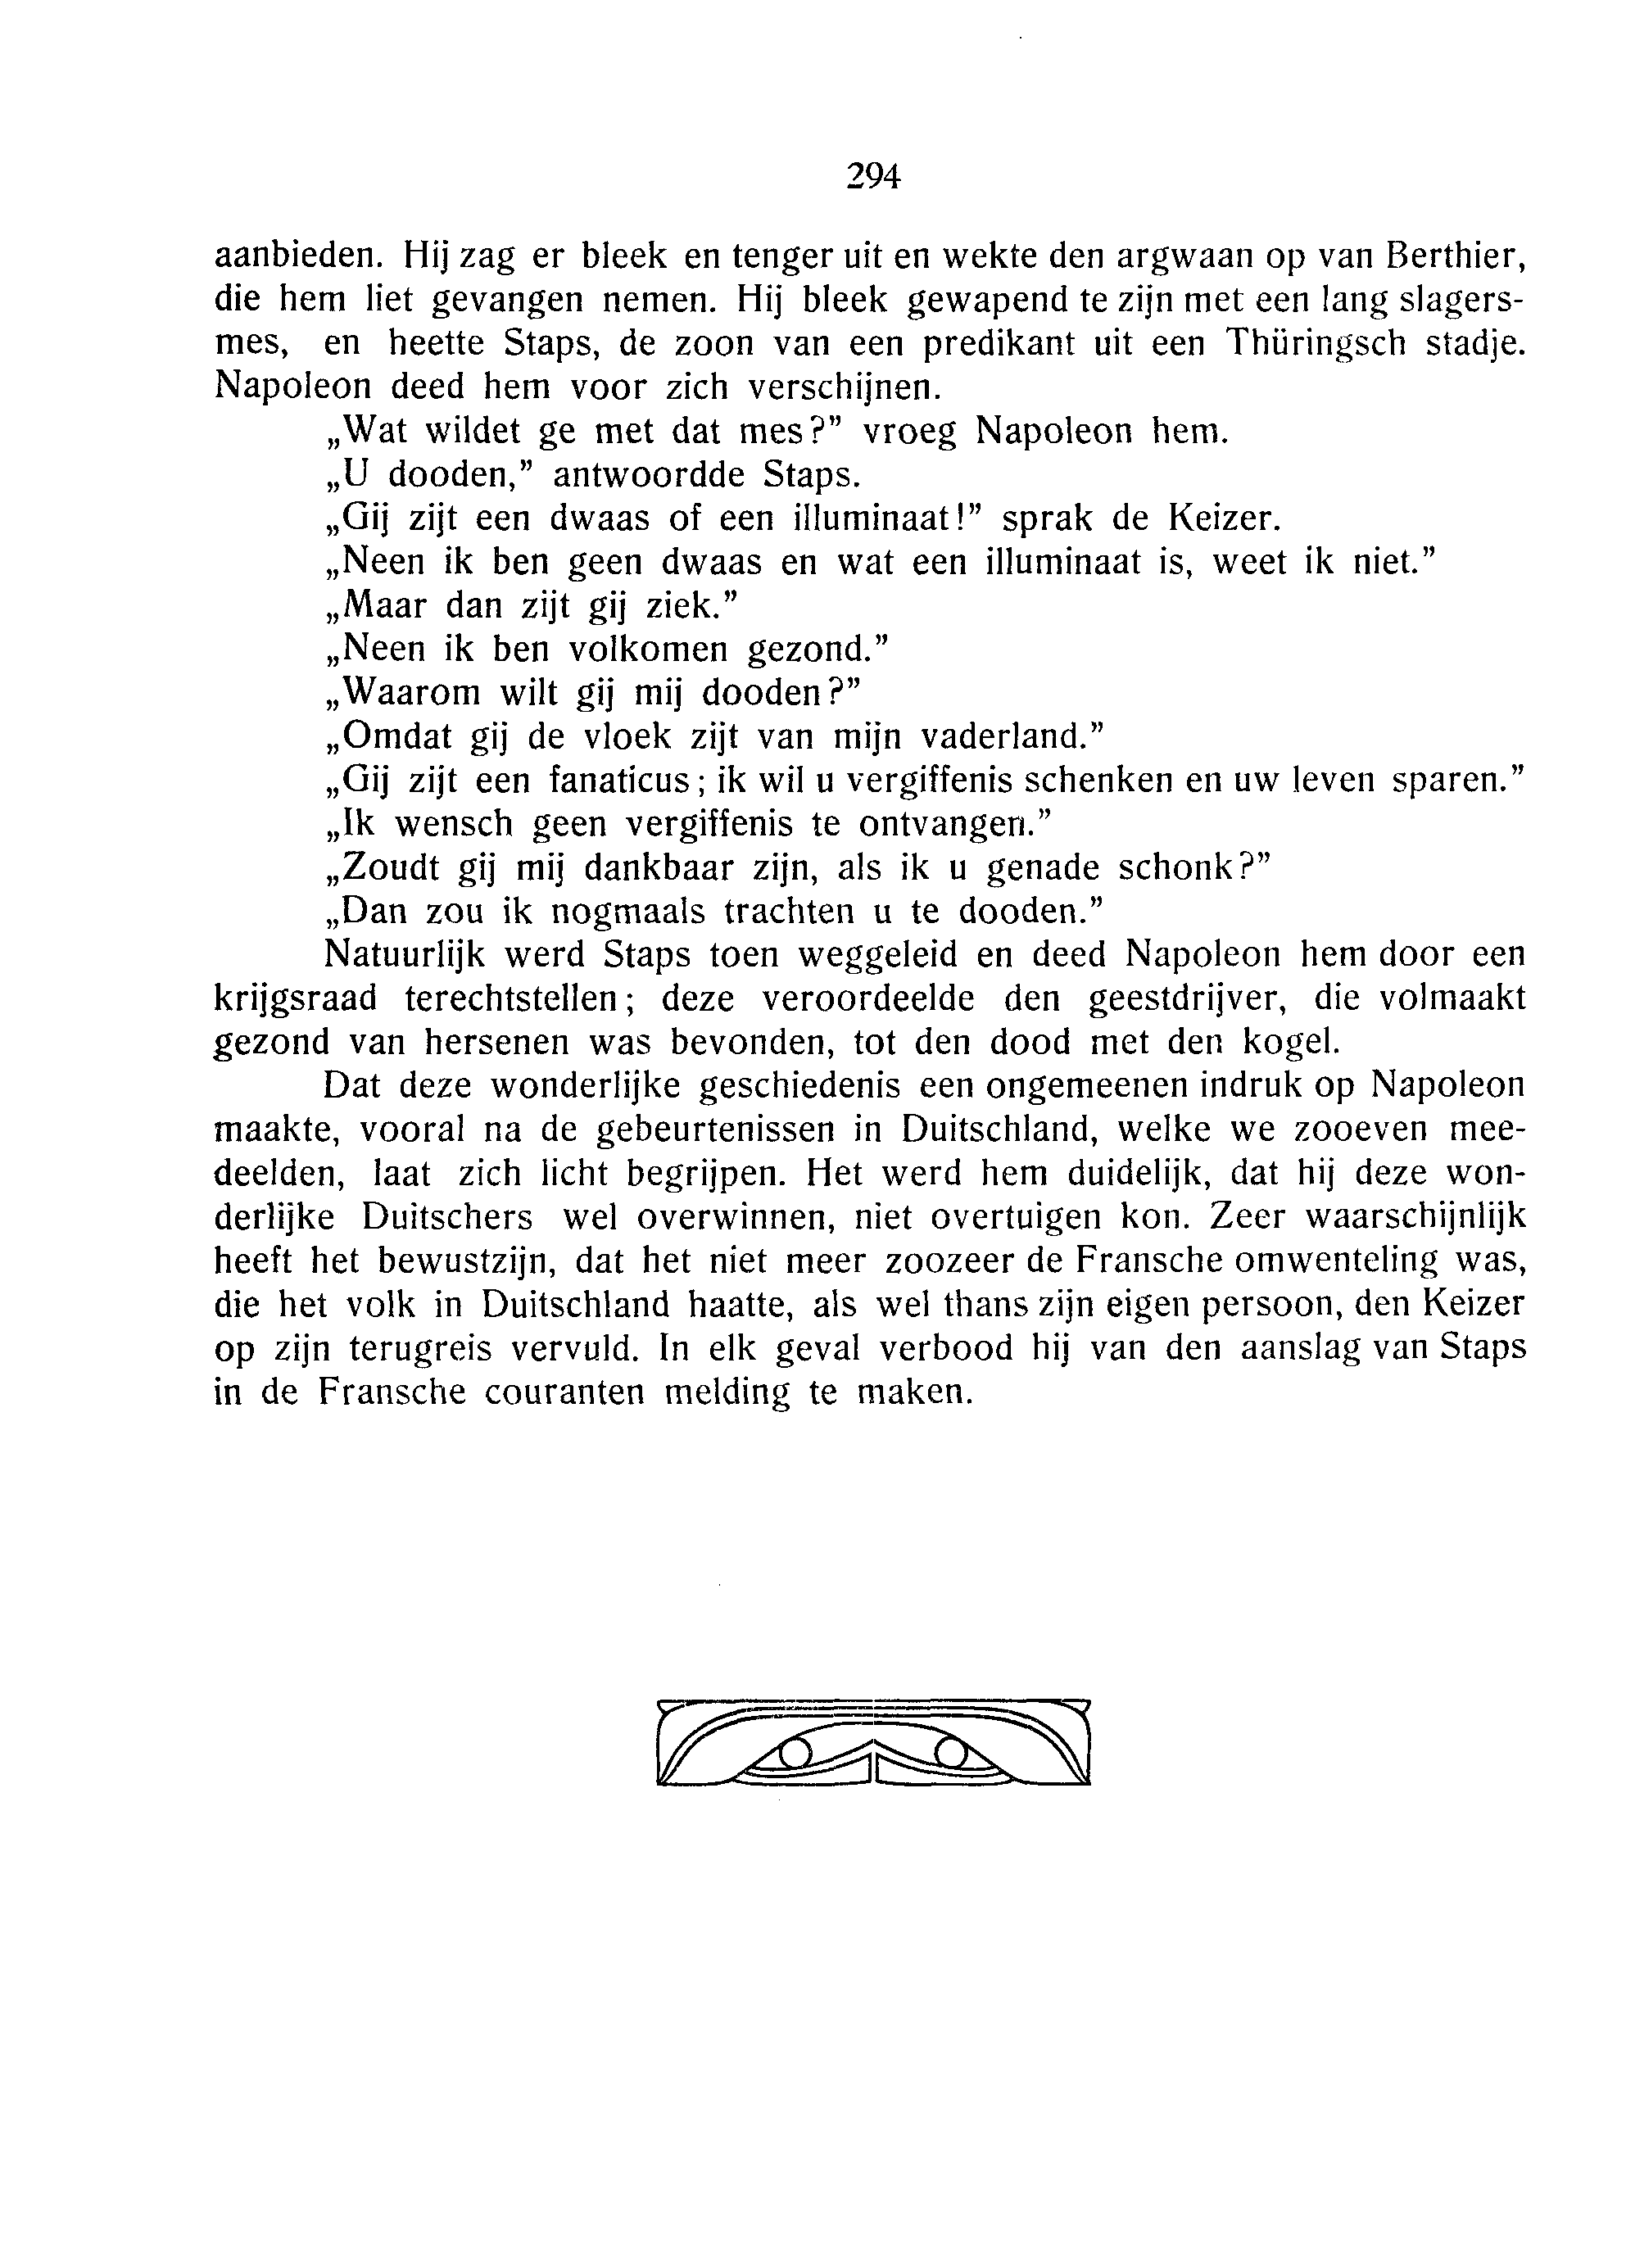 294
aanbieden. Hij zag er bleek en tenger uit en wekte den argwaan op van Berthier,
die hem liet gevangen nemen. Hij bleek gewapend te zijn met een lang slagers-
mes, en heette Staps, de zoon van een predikant uit een Thüringsch stadje.
Napoleon deed hem voor zich verschijnen.
„Wat wildet ge met dat mes?” vroeg Napoleon hem.
„U dooden,” antwoordde Staps.
„Gij zijt een dwaas of een illuminaat!” sprak de Keizer.
„Neen ik ben geen dwaas en wat een illuminaat is, weet ik niet.”
„Maar dan zijt gij ziek.”
„Neen ik ben volkomen gezond.”
„Waarom wilt gij mij dooden?”
„Omdat gij de vloek zijt van mijn vaderland.”
„Gij zijt een fanaticus; ik wil u vergiffenis schenken en uw leven sparen.”
„Ik wensch geen vergiffenis te ontvangen.”
„Zoudt gij mij dankbaar zijn, als ik u genade schonk?”
„Dan zou ik nogmaals trachten u te dooden.”
Natuurlijk werd Staps toen weggeleid en deed Napoleon hem door een
krijgsraad terechtstellen; deze veroordeelde den geestdrijver, die volmaakt
gezond van hersenen was bevonden, tot den dood met den kogel.
Dat deze wonderlijke geschiedenis een ongemeenen indruk op Napoleon
maakte, vooral na de gebeurtenissen in Duitschland, welke we zooeven mee-
deelden, laat zich licht begrijpen. Het werd hem duidelijk, dat hij deze won-
derlijke Duitschers wel overwinnen, niet overtuigen kon. Zeer waarschijnlijk
heeft het bewustzijn, dat het niet meer zoozeer de Fransche omwenteling was,
die het volk in Duitschland haatte, als wel thans zijn eigen persoon, den Keizer
op zijn terugreis vervuld. In elk geval verbood hij van den aanslag van Staps
in de Fransche couranten melding te maken.